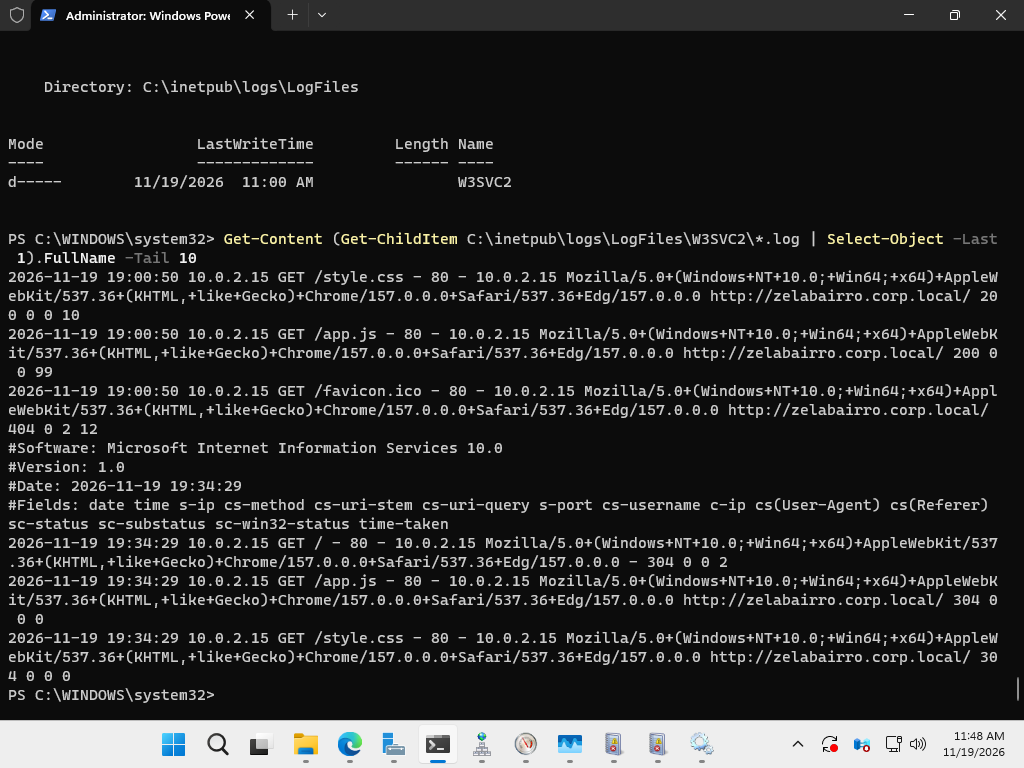 Administrator: Windows Powe
Directory: C:\inetpub\logs\LogFiles
Mode                 LastWriteTime         Length Name
----                 -------------         ------ ----
d-----        11/19/2026  11:00 AM                W3SVC2
PS C:\WINDOWS\system32> Get-Content (Get-ChildItem C:\inetpub\logs\LogFiles\W3SVC2\*.log | Select-Object -Last
1).FullName -Tail 10
2026-11-19 19:00:50 10.0.2.15 GET /style.css - 80 - 10.0.2.15 Mozilla/5.0+(Windows+NT+10.0;+Win64;+x64)+AppleW
ebKit/537.36+(KHTML,+like+Gecko)+Chrome/157.0.0.0+Safari/537.36+Edg/157.0.0.0 http://zelabairro.corp.local/ 20
0 0 0 10
2026-11-19 19:00:50 10.0.2.15 GET /app.js - 80 - 10.0.2.15 Mozilla/5.0+(Windows+NT+10.0;+Win64;+x64)+AppleWebK
it/537.36+(KHTML,+like+Gecko)+Chrome/157.0.0.0+Safari/537.36+Edg/157.0.0.0 http://zelabairro.corp.local/ 200 0
0 99
2026-11-19 19:00:50 10.0.2.15 GET /favicon.ico - 80 - 10.0.2.15 Mozilla/5.0+(Windows+NT+10.0;+Win64;+x64)+Appl
eWebKit/537.36+(KHTML,+like+Gecko)+Chrome/157.0.0.0+Safari/537.36+Edg/157.0.0.0 http://zelabairro.corp.local/
404 0 2 12
#Software: Microsoft Internet Information Services 10.0
#Version: 1.0
#Date: 2026-11-19 19:34:29
#Fields: date time s-ip cs-method cs-uri-stem cs-uri-query s-port cs-username c-ip cs(User-Agent) cs(Referer)
sc-status sc-substatus sc-win32-status time-taken
2026-11-19 19:34:29 10.0.2.15 GET / - 80 - 10.0.2.15 Mozilla/5.0+(Windows+NT+10.0;+Win64;+x64)+AppleWebKit/537
.36+(KHTML,+like+Gecko)+Chrome/157.0.0.0+Safari/537.36+Edg/157.0.0.0 - 304 0 0 2
2026-11-19 19:34:29 10.0.2.15 GET /app.js - 80 - 10.0.2.15 Mozilla/5.0+(Windows+NT+10.0;+Win64;+x64)+AppleWebK
it/537.36+(KHTML,+like+Gecko)+Chrome/157.0.0.0+Safari/537.36+Edg/157.0.0.0 http://zelabairro.corp.local/ 304 0
0 0
2026-11-19 19:34:29 10.0.2.15 GET /style.css - 80 - 10.0.2.15 Mozilla/5.0+(Windows+NT+10.0;+Win64;+x64)+AppleW
ebKit/537.36+(KHTML,+like+Gecko)+Chrome/157.0.0.0+Safari/537.36+Edg/157.0.0.0 http://zelabairro.corp.local/ 30
4 0 0 0
PS C:\WINDOWS\system32>
11:48 AM
11/19/2026